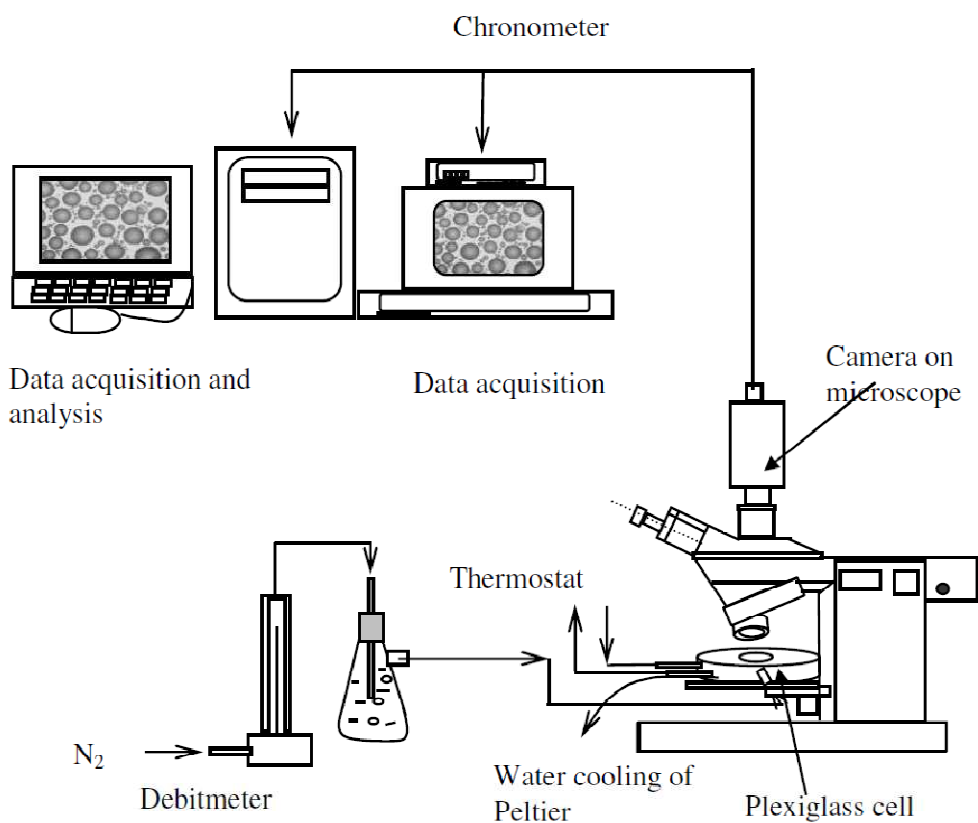 Chronometer
Data acquisition and
analysis
Data acquisition
Camera on
microscope
Thermostat
N₂
Debitmeter
Water cooling of
Peltier
Plexiglass cell